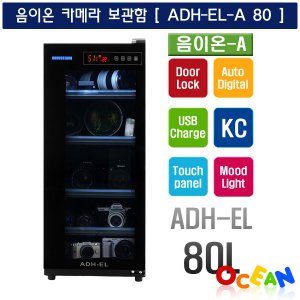 음이온 카메라 보관함 [ ADH-EL-A 80 ]
음이온-A
Door Lock
Auto Digital
USB Charge
KC
Touch panel
Mood Light
ADH-EL
80L
ADH-EL
OCEAN